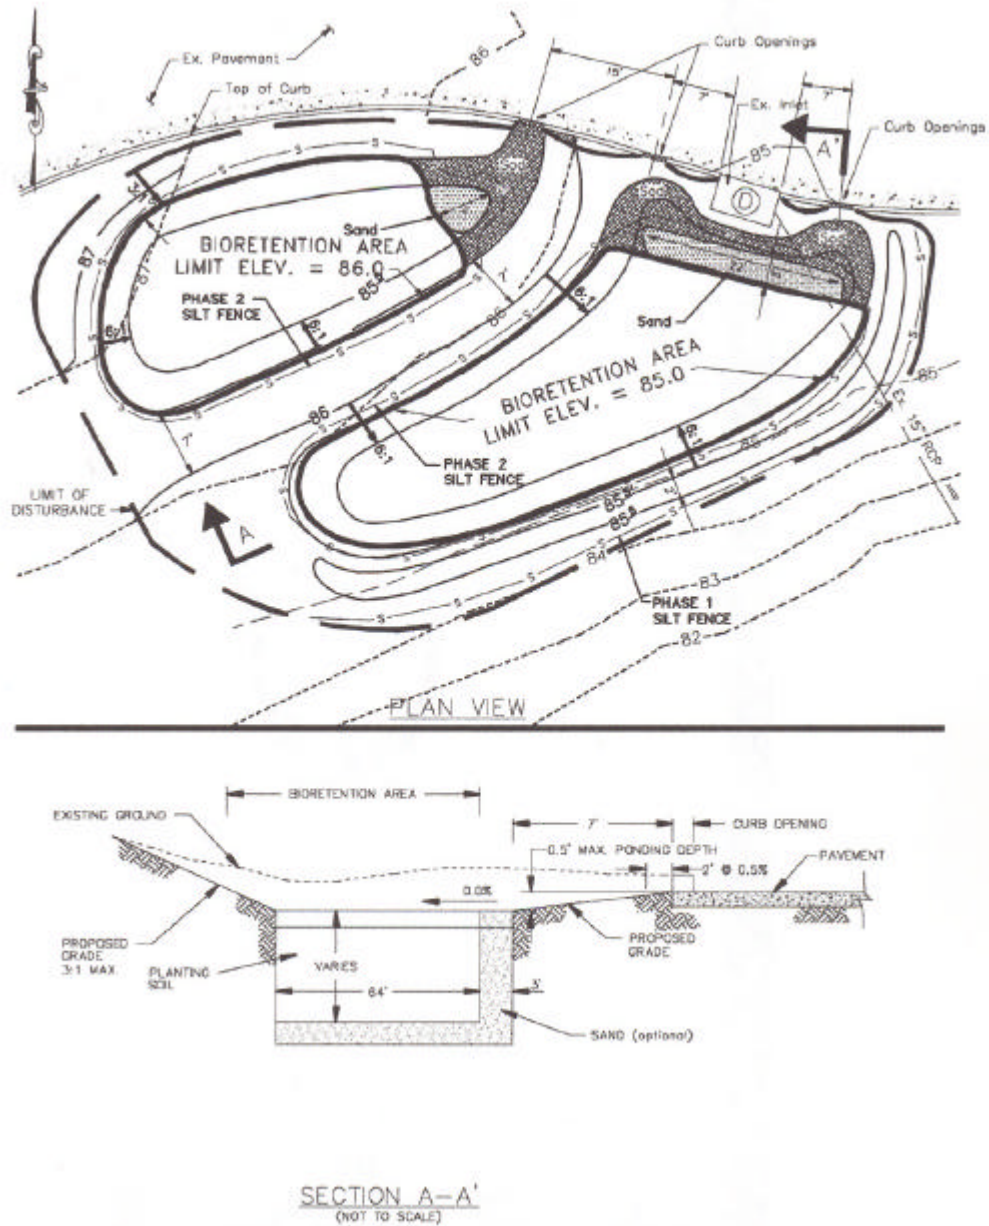 Ex. Pavement
86
Curb Openings
15'
7'
Ex. Inlet
7'
Top of Curb
Curb Openings
85
A'
Sod
Sod
D
Sod
87
87
Sand
BIORETENTION AREA
LIMIT ELEV. = 86.0
PHASE 2
SILT FENCE
6:1
7'
86
6:1
Sand
BIORETENTION AREA
LIMIT ELEV. = 85.0
86
6:1
PHASE 2
SILT FENCE
6:1
85
Ex. 15" RCP
7'
2'
LIMIT OF
DISTURBANCE
A
84
83
82
PHASE 1
SILT FENCE
PLAN VIEW
BIORETENTION AREA
EXISTING GROUND
7'
CURB OPENING
0.5' MAX. PONDING DEPTH
2' @ 0.5%
PAVEMENT
0.0%
PROPOSED
GRADE
3:1 MAX.
PLANTING
SOIL
VARIES
64'
3'
PROPOSED
GRADE
SAND (optional)
SECTION A-A'
(NOT TO SCALE)